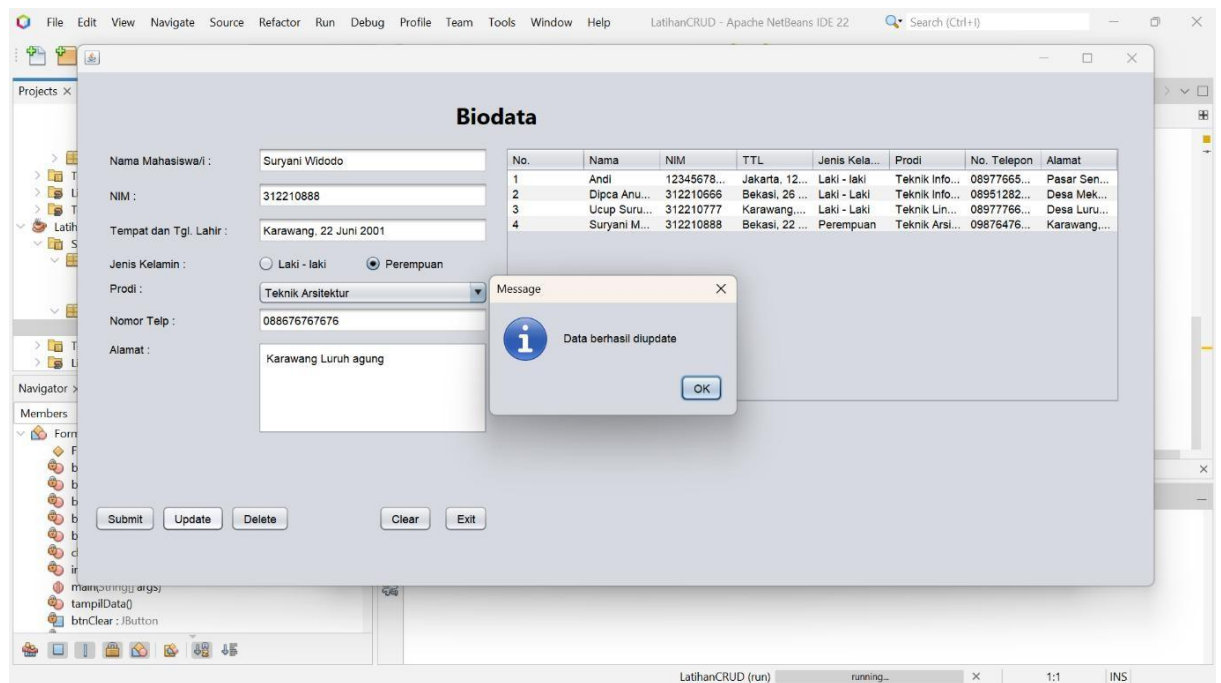 File Edit View Navigate Source Refactor Run Debug Profile Team Tools Window Help LatihanCRUD - Apache NetBeans IDE 22 Search (Ctrl+I)
Projects
Biodata
Nama Mahasiswa/i : Suryani Widodo
NIM : 312210888
Tempat dan Tgl. Lahir : Karawang, 22 Juni 2001
Jenis Kelamin : Laki - laki Perempuan
Prodi : Teknik Arsitektur
Nomor Telp : 088676767676
Alamat : Karawang Luruh agung
No. Nama NIM TTL Jenis Kela... Prodi No. Telepon Alamat
1 Andi 12345678... Jakarta, 12... Laki - laki Teknik Info... 08977665... Pasar Sen...
2 Dipca Anu... 312210666 Bekasi, 26 ... Laki - Laki Teknik Info... 08951282... Desa Mek...
3 Ucup Suru... 312210777 Karawang,... Laki - Laki Teknik Lin... 08977766... Desa Luru...
4 Suryani M... 312210888 Bekasi, 22 ... Perempuan Teknik Arsi... 09876476... Karawang,...
Message
Data berhasil diupdate
OK
Submit Update Delete Clear Exit
Latih
Navigator
Members
Form
main(String[] args)
tampilData()
btnClear : JButton
LatihanCRUD (run) running... 1:1 INS